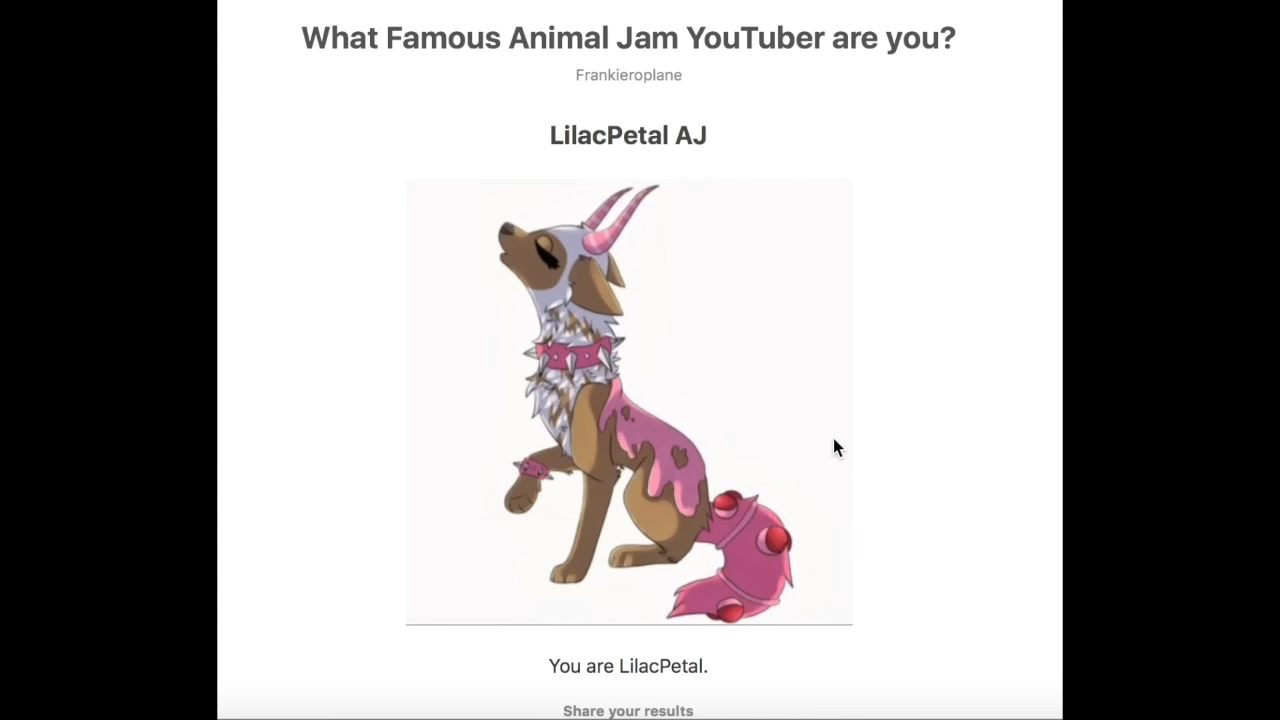 What Famous Animal Jam YouTuber are you?
Frankieroplane
LilacPetal AJ
You are LilacPetal.
Share your results